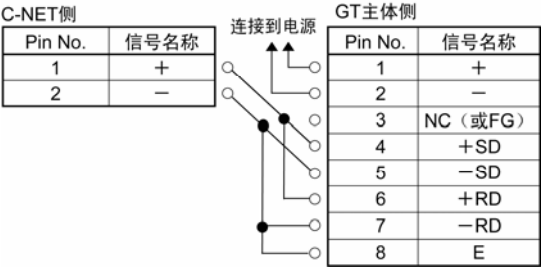 C-NET侧
连接到电源
GT主体侧
Pin No. 信号名称
1 +
2 −
Pin No. 信号名称
1 +
2 −
3 NC（或FG）
4 +SD
5 −SD
6 +RD
7 −RD
8 E